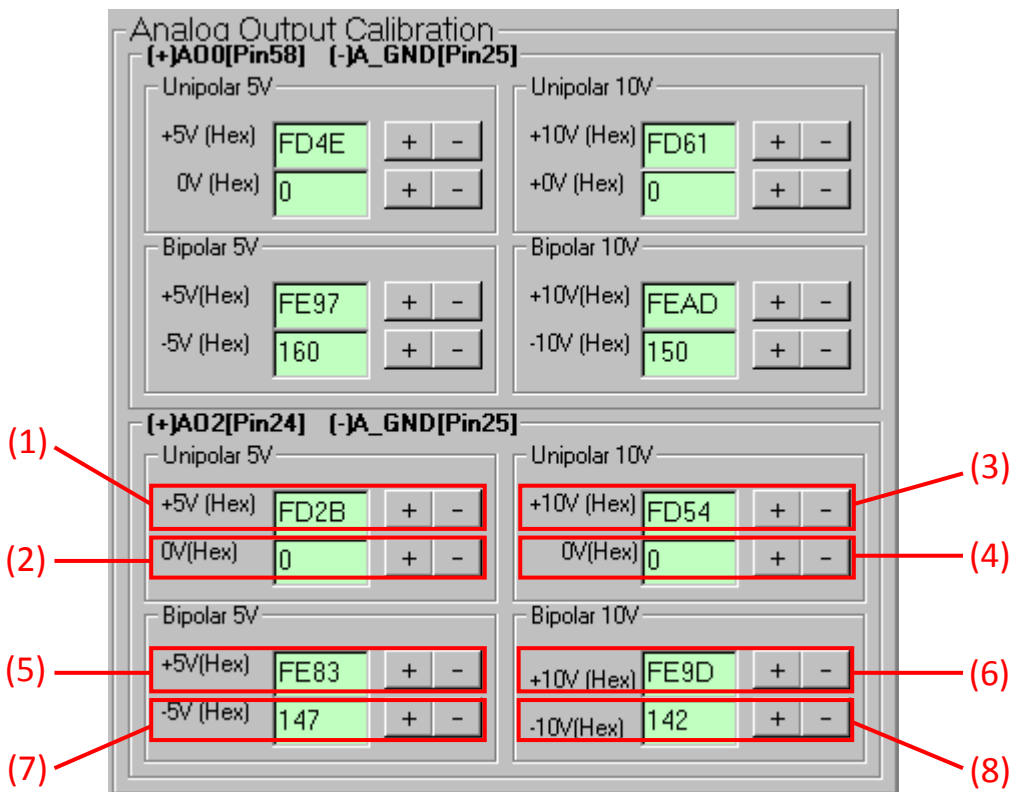 Analog Output Calibration
(+)AO0[Pin58] (-)A_GND[Pin25]
Unipolar 5V
+5V (Hex) FD4E + -
0V (Hex) 0 + -
Unipolar 10V
+10V (Hex) FD61 + -
+0V (Hex) 0 + -
Bipolar 5V
+5V(Hex) FE97 + -
-5V (Hex) 160 + -
Bipolar 10V
+10V(Hex) FEAD + -
-10V (Hex) 150 + -
(+)AO2[Pin24] (-)A_GND[Pin25]
Unipolar 5V
(1) +5V (Hex) FD2B + -
(2) 0V(Hex) 0 + -
Unipolar 10V
+10V (Hex) FD54 + - (3)
0V(Hex) 0 + - (4)
Bipolar 5V
(5) +5V(Hex) FE83 + -
(7) -5V (Hex) 147 + -
Bipolar 10V
+10V (Hex) FE9D + - (6)
-10V(Hex) 142 + - (8)